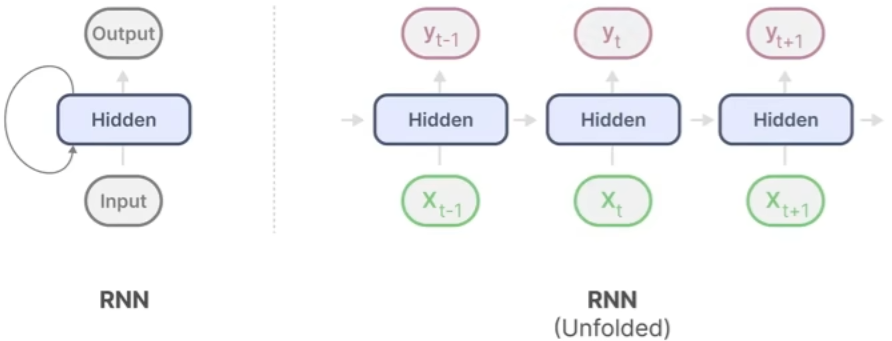 Output
Hidden
Input
RNN
y_{t-1} y_t y_{t+1}
Hidden Hidden Hidden
X_{t-1} X_t X_{t+1}
RNN
(Unfolded)